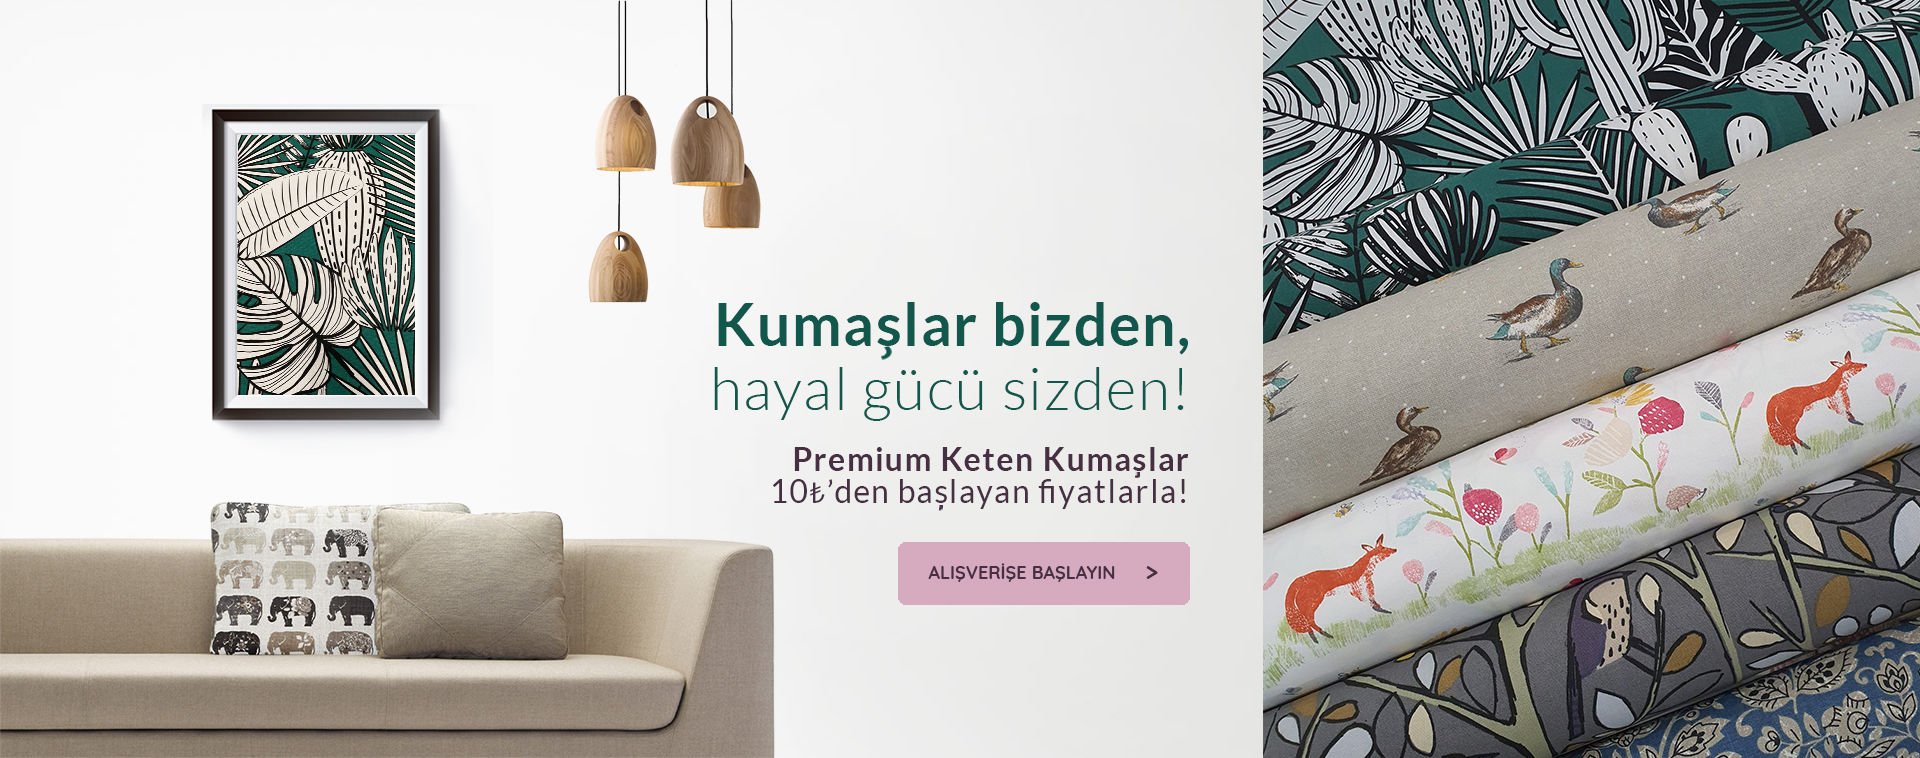 Kumaşlar bizden,
hayal gücü sizden!
Premium Keten Kumaşlar
10₺’den başlayan fiyatlarla!
ALIŞVERİŞE BAŞLAYIN >